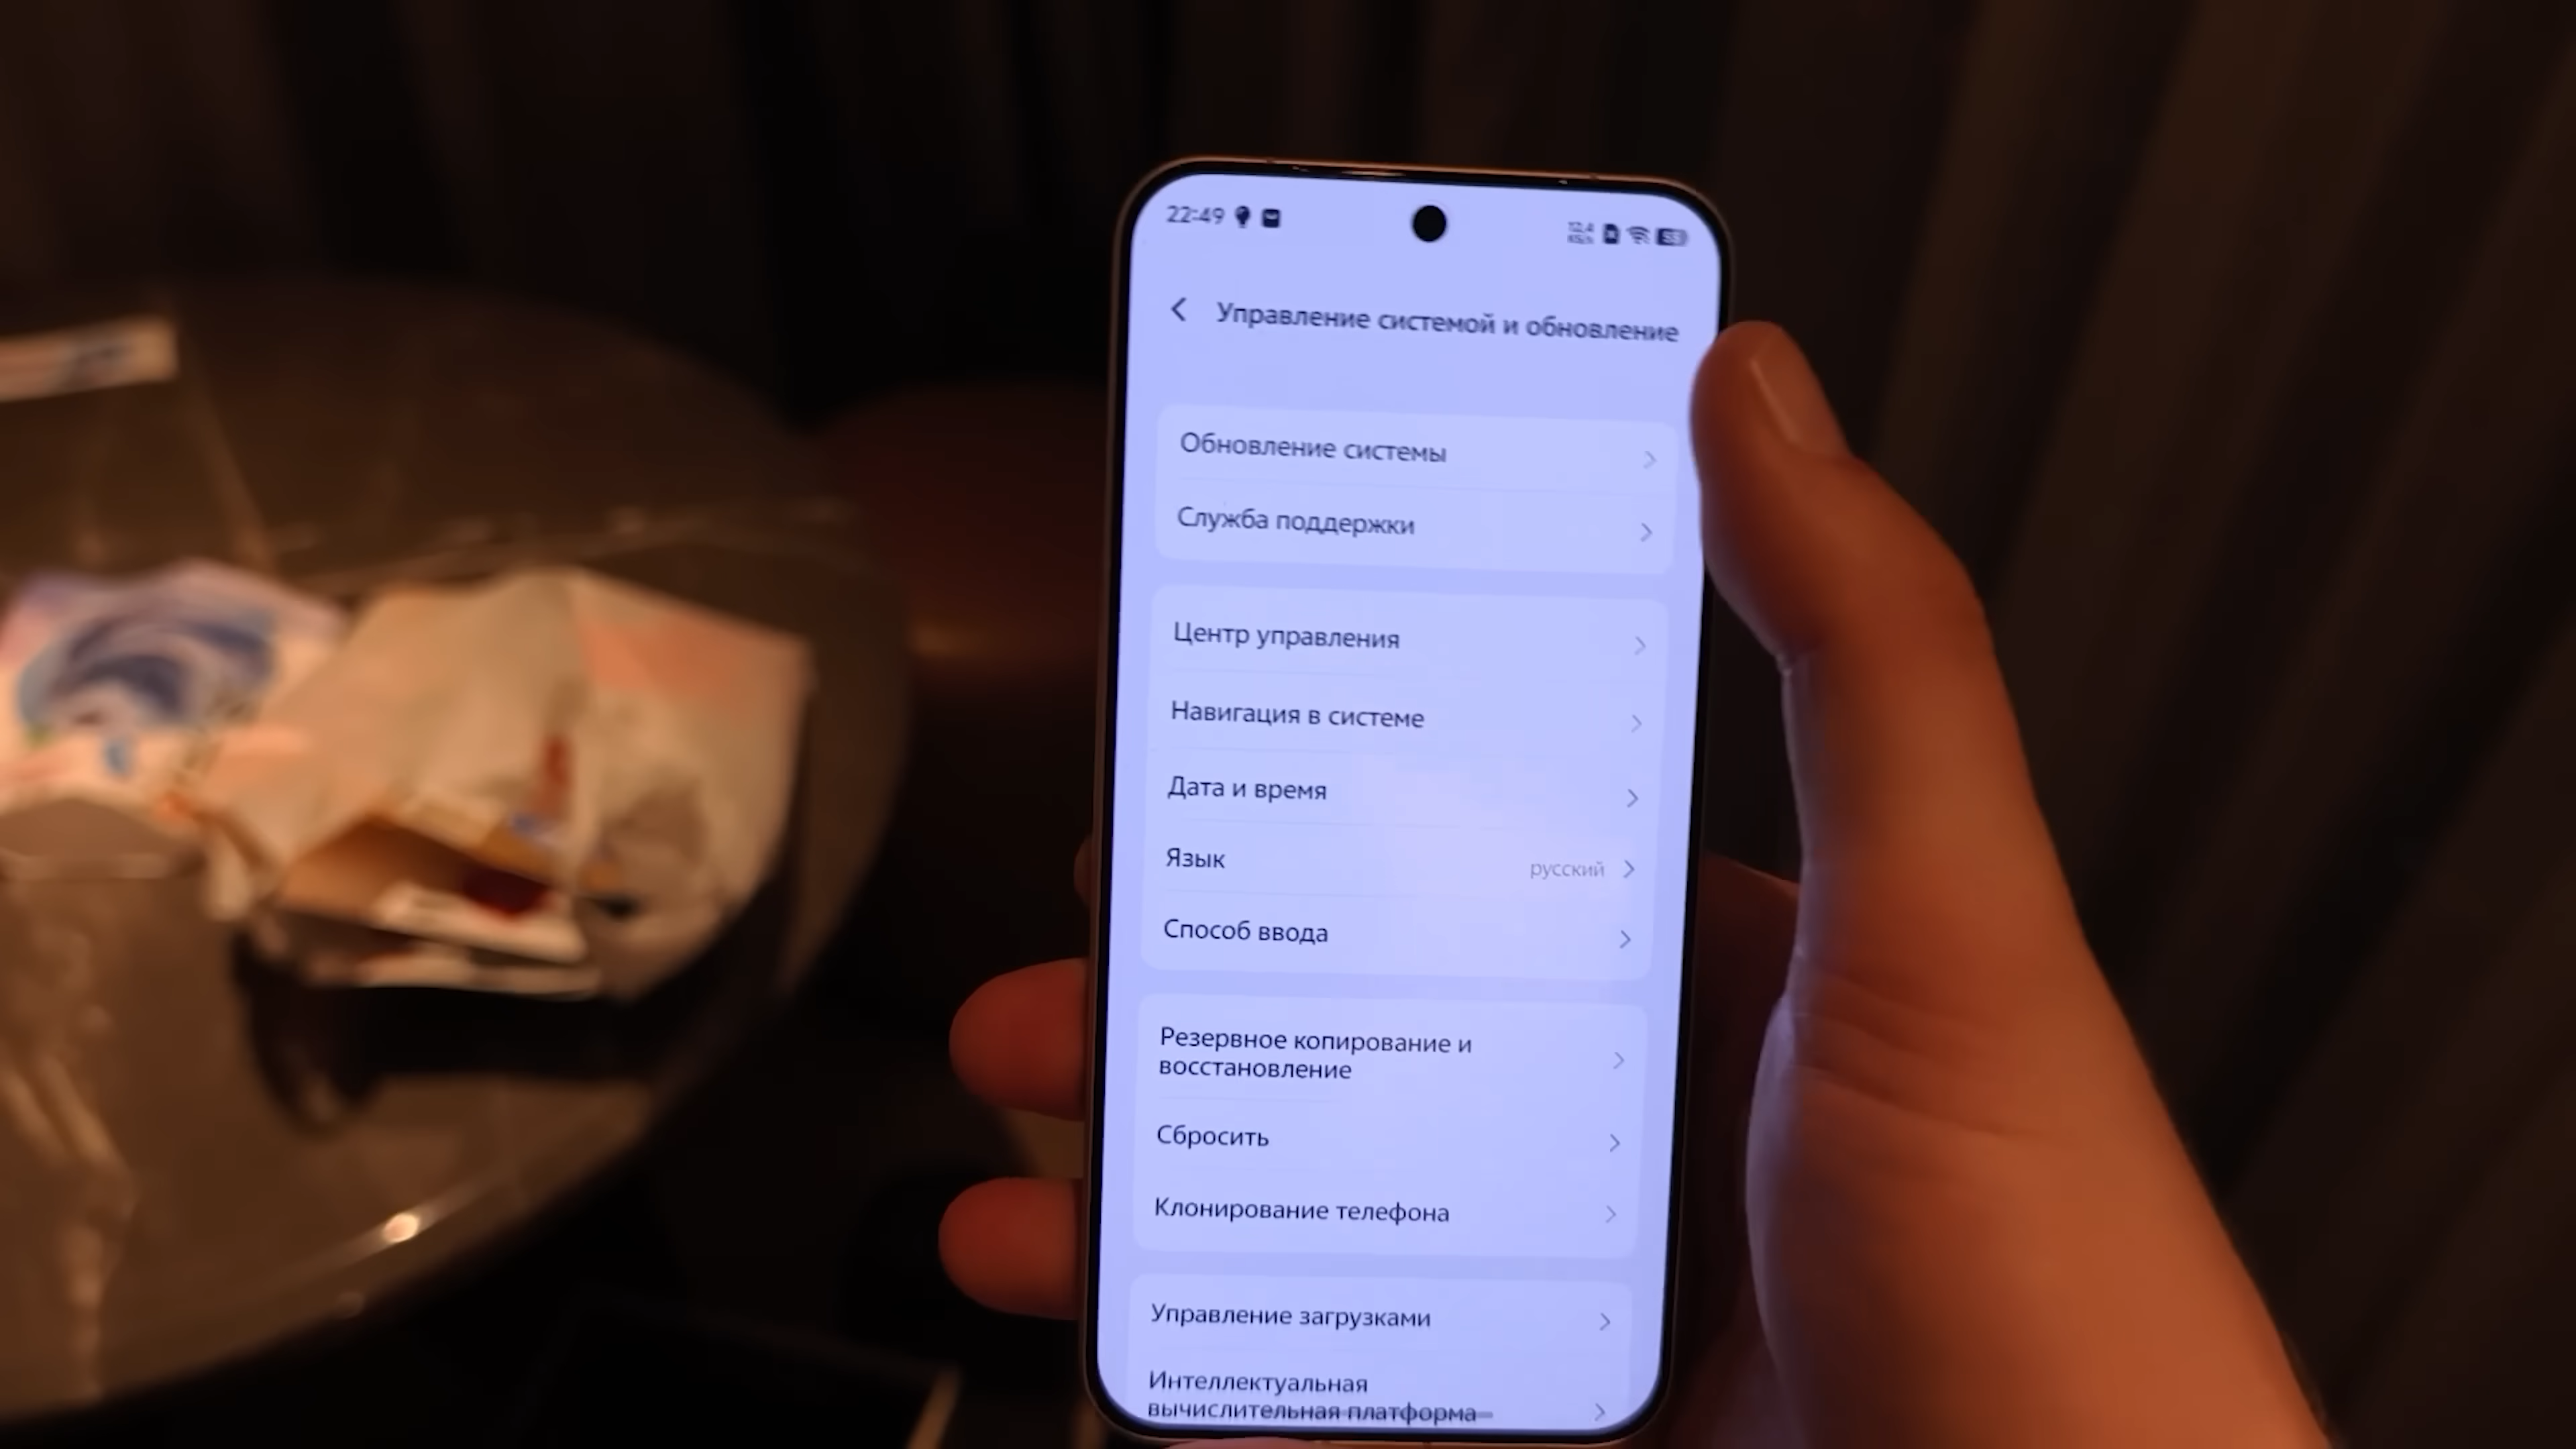 22:49
Управление системой и обновление
Обновление системы
Служба поддержки
Центр управления
Навигация в системе
Дата и время
Язык
русский
Способ ввода
Резервное копирование и
восстановление
Сбросить
Клонирование телефона
Управление загрузками
Интеллектуальная
вычислительная платформа